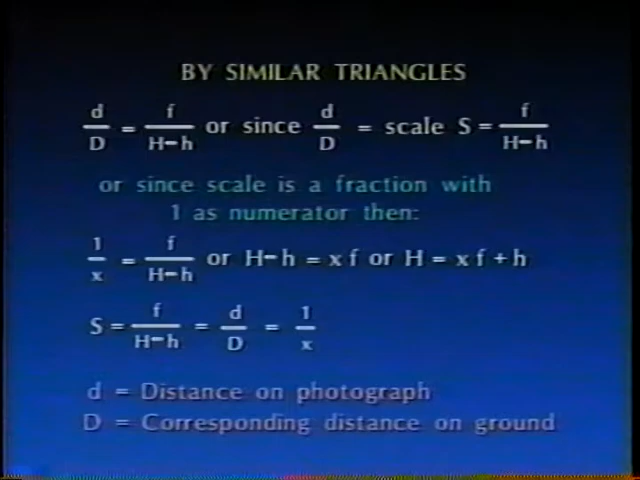 BY SIMILAR TRIANGLES
d/D = f/H-h or since d/D = scale S = f/H-h
or since scale is a fraction with
1 as numerator then:
1/x = f/H-h or H-h = x f or H = x f + h
S = f/H-h = d/D = 1/x
d = Distance on photograph
D = Corresponding distance on ground